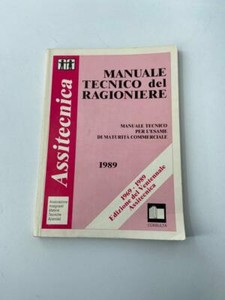 MANUALE
TECNICO del
RAGIONIERE
MANUALE TECNICO
PER L'ESAME
DI MATURITÀ COMMERCIALE
1989
1969 - 1989
Edizione del Ventennale
Assitecnica
Assitecnica
CONSULTA